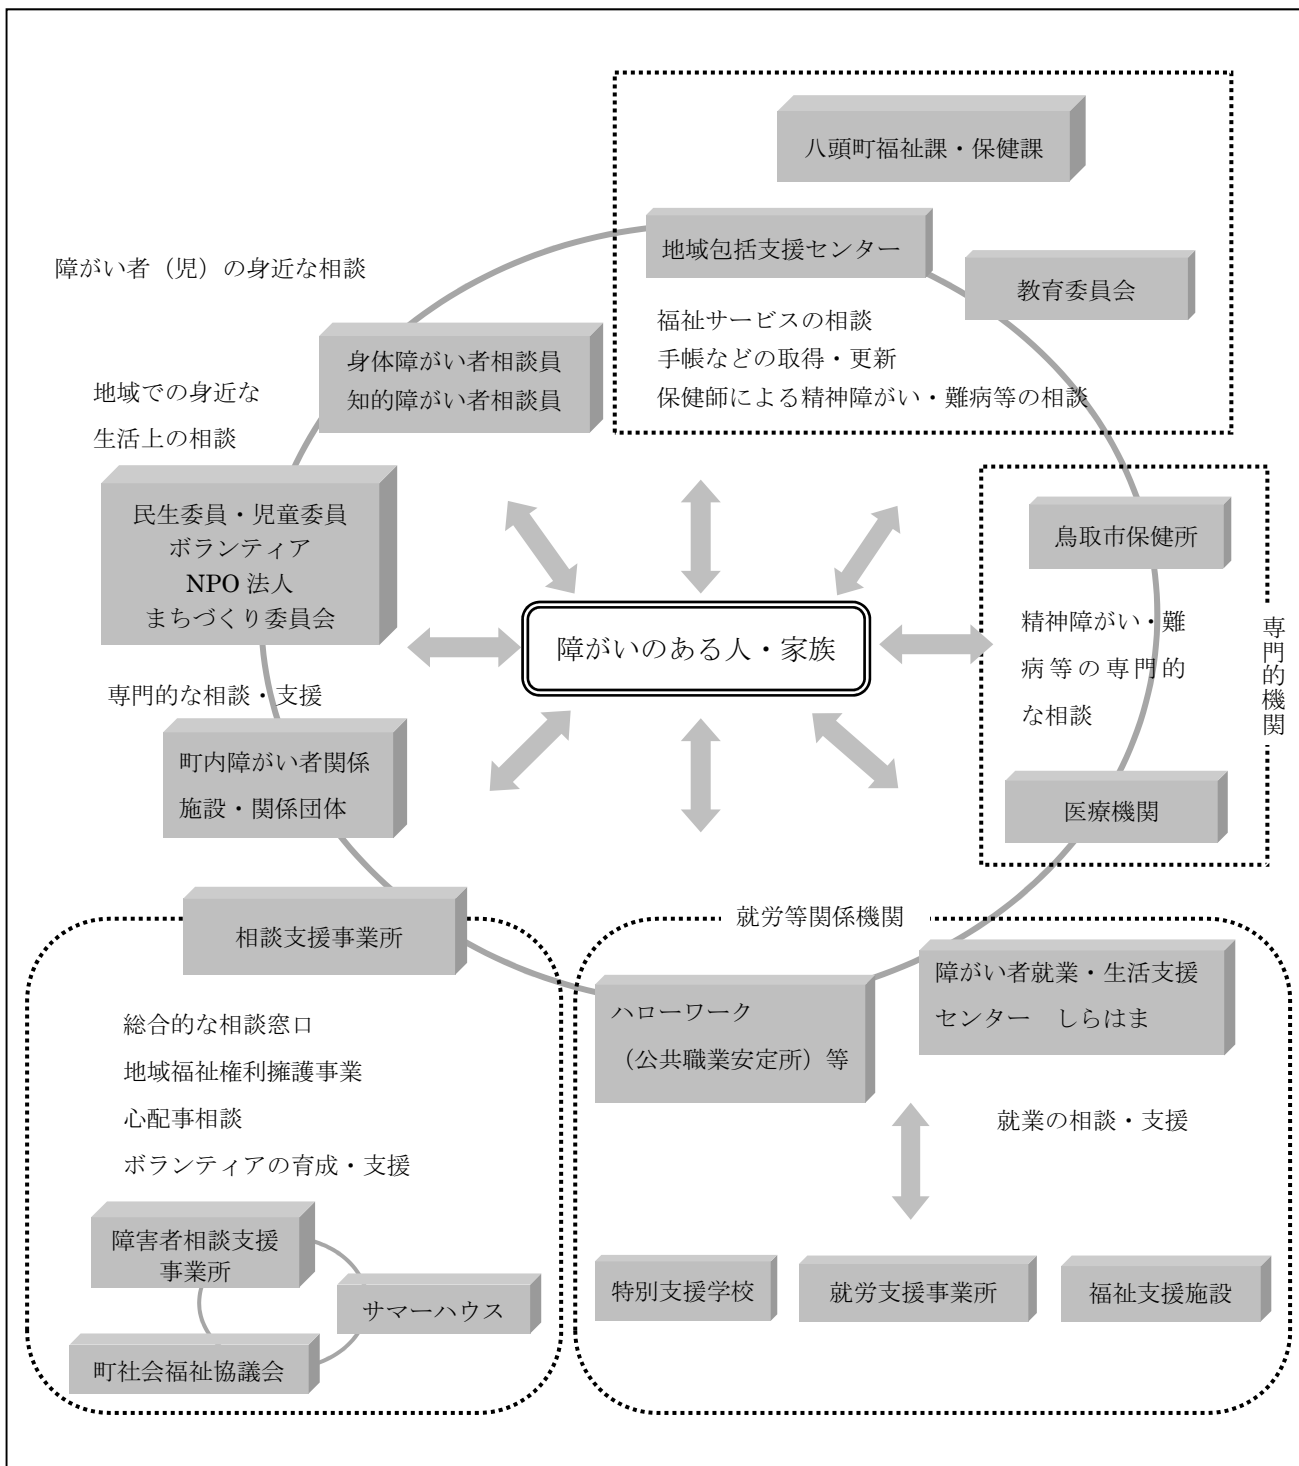 八頭町福祉課・保健課
地域包括支援センター
教育委員会
福祉サービスの相談
手帳などの取得・更新
保健師による精神障がい・難病等の相談
障がい者（児）の身近な相談
身体障がい者相談員
知的障がい者相談員
地域での身近な
生活上の相談
民生委員・児童委員
ボランティア
NPO 法人
まちづくり委員会
障がいのある人・家族
鳥取市保健所
精神障がい・難
病等の専門的
な相談
専門的機関
医療機関
専門的な相談・支援
町内障がい者関係
施設・関係団体
相談支援事業所
総合的な相談窓口
地域福祉権利擁護事業
心配事相談
ボランティアの育成・支援
障害者相談支援
事業所
サマーハウス
町社会福祉協議会
就労等関係機関
ハローワーク
（公共職業安定所）等
障がい者就業・生活支援
センター　しらはま
就業の相談・支援
特別支援学校
就労支援事業所
福祉支援施設